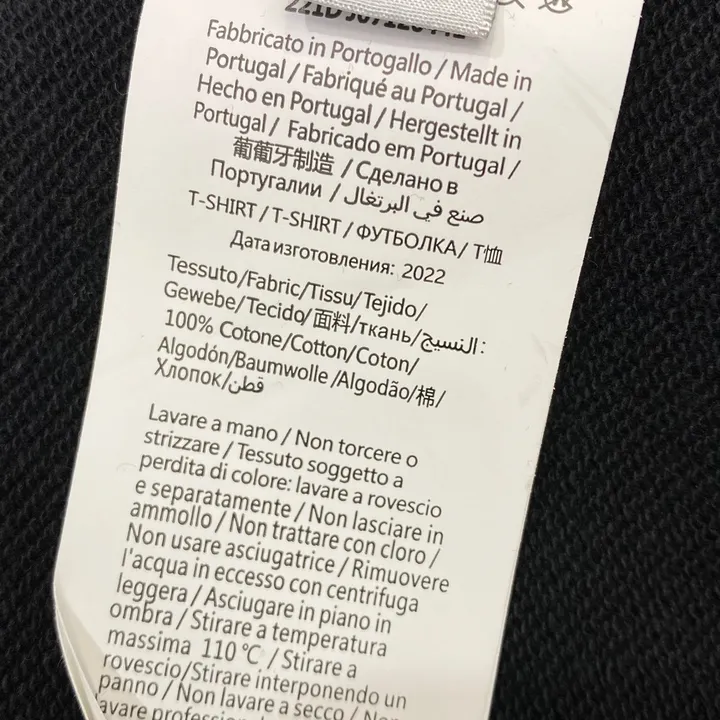 Fabbricato in Portogallo / Made in
Portugal / Fabriqué au Portugal /
Hecho en Portugal / Hergestellt in
Portugal / Fabricado em Portugal /
葡萄牙制造 / Сделано в
Португалии / صنع في البرتغال
T-SHIRT / T-SHIRT / ФУТБОЛКА/ T恤
Дата изготовления: 2022
Tessuto/Fabric/Tissu/Tejido/
Gewebe/Tecido/面料/ткань/النسيج:
100% Cotone/Cotton/Coton/
Algodón/Baumwolle /Algodão/棉/
Хлопок/قطن
Lavare a mano / Non torcere o
strizzare / Tessuto soggetto a
perdita di colore: lavare a rovescio
e separatamente / Non lasciare in
ammollo / Non trattare con cloro /
Non usare asciugatrice / Rimuovere
l'acqua in eccesso con centrifuga
leggera / Asciugare in piano in
ombra / Stirare a temperatura
massima 110 °C / Stirare a
rovescio/Stirare interponendo un
panno / Non lavare a secco /